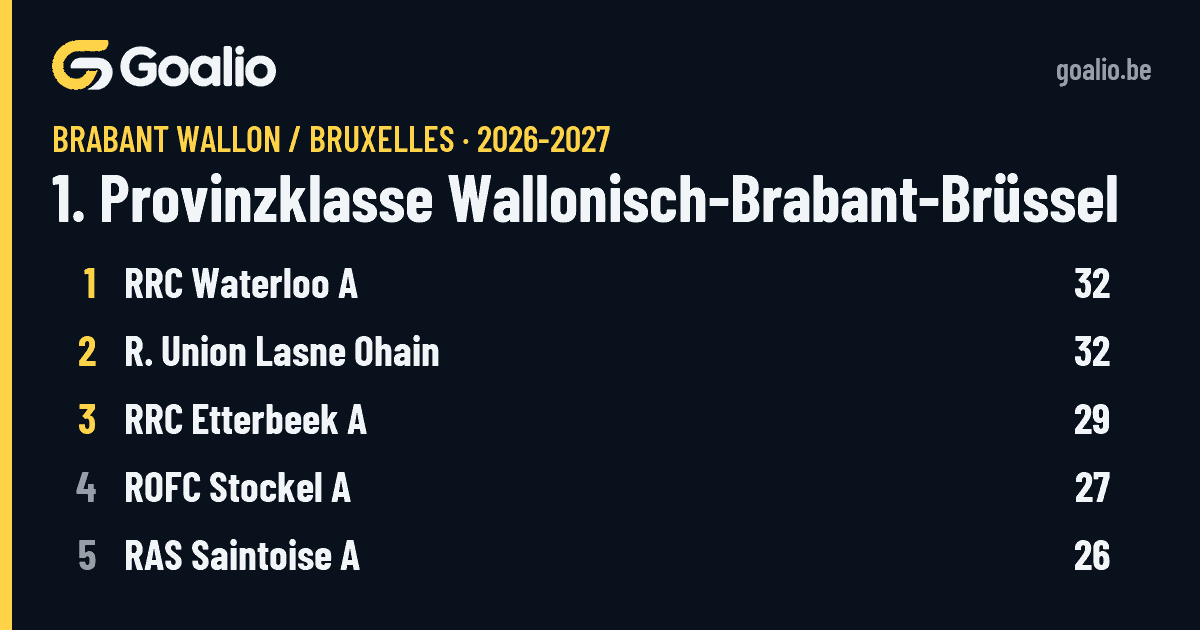 Goalio
goalio.be
BRABANT WALLON / BRUXELLES · 2026-2027
1. Provinzklasse Wallonisch-Brabant-Brüssel
1 RRC Waterloo A 32
2 R. Union Lasne Ohain 32
3 RRC Etterbeek A 29
4 ROFC Stockel A 27
5 RAS Saintoise A 26